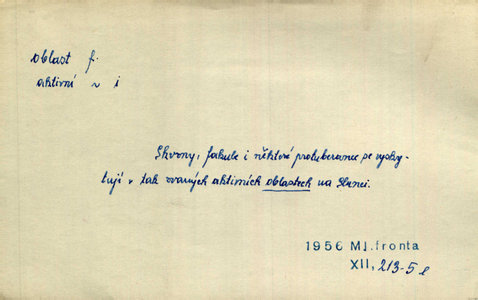 oblast f.
aktivní v i
Skvrny, fakule i některé protuberance se vysky-
tují v tak zvaných aktivních oblastech na Slunci.
1956 Ml.fronta
XII, 213-5 l